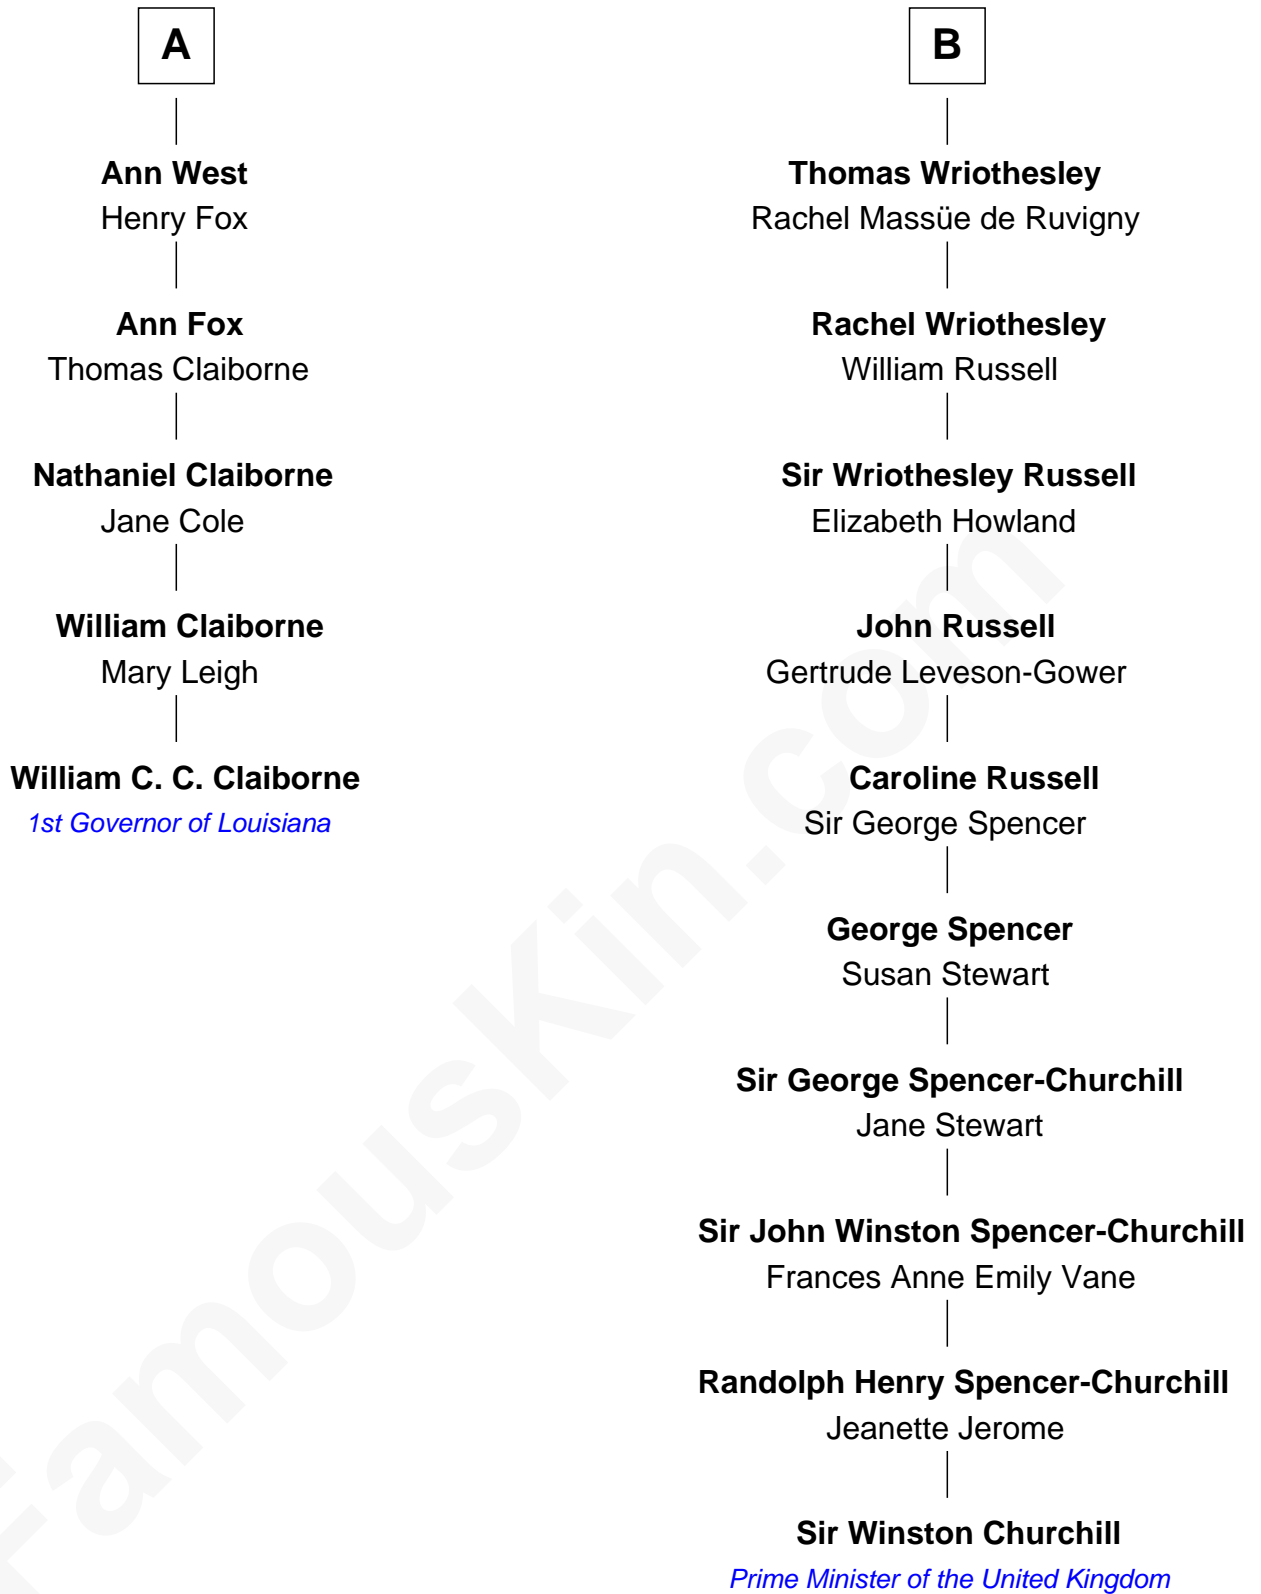 A
Ann West
Henry Fox
Ann Fox
Thomas Claiborne
Nathaniel Claiborne
Jane Cole
William Claiborne
Mary Leigh
William C. C. Claiborne
1st Governor of Louisiana
B
Thomas Wriothesley
Rachel Massüe de Ruvigny
Rachel Wriothesley
William Russell
Sir Wriothesley Russell
Elizabeth Howland
John Russell
Gertrude Leveson-Gower
Caroline Russell
Sir George Spencer
George Spencer
Susan Stewart
Sir George Spencer-Churchill
Jane Stewart
Sir John Winston Spencer-Churchill
Frances Anne Emily Vane
Randolph Henry Spencer-Churchill
Jeanette Jerome
Sir Winston Churchill
Prime Minister of the United Kingdom
FamousKin.com